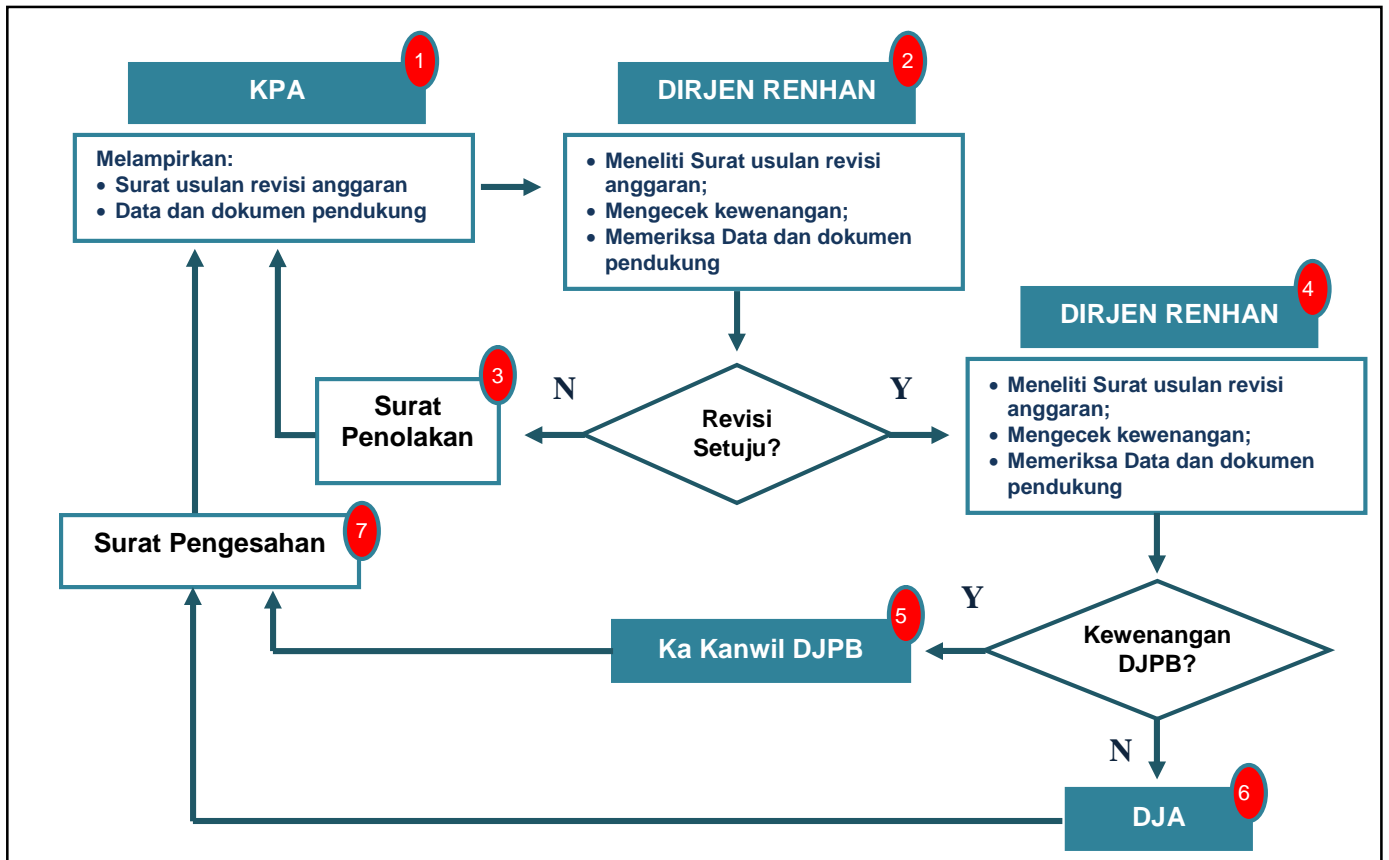 1
KPA
Melampirkan:
• Surat usulan revisi anggaran
• Data dan dokumen pendukung
2
DIRJEN RENHAN
• Meneliti Surat usulan revisi
anggaran;
• Mengecek kewenangan;
• Memeriksa Data dan dokumen
pendukung
3
Surat
Penolakan
N
Revisi
Setuju?
Y
4
DIRJEN RENHAN
• Meneliti Surat usulan revisi
anggaran;
• Mengecek kewenangan;
• Memeriksa Data dan dokumen
pendukung
7
Surat Pengesahan
5
Ka Kanwil DJPB
Y
Kewenangan
DJPB?
N
6
DJA